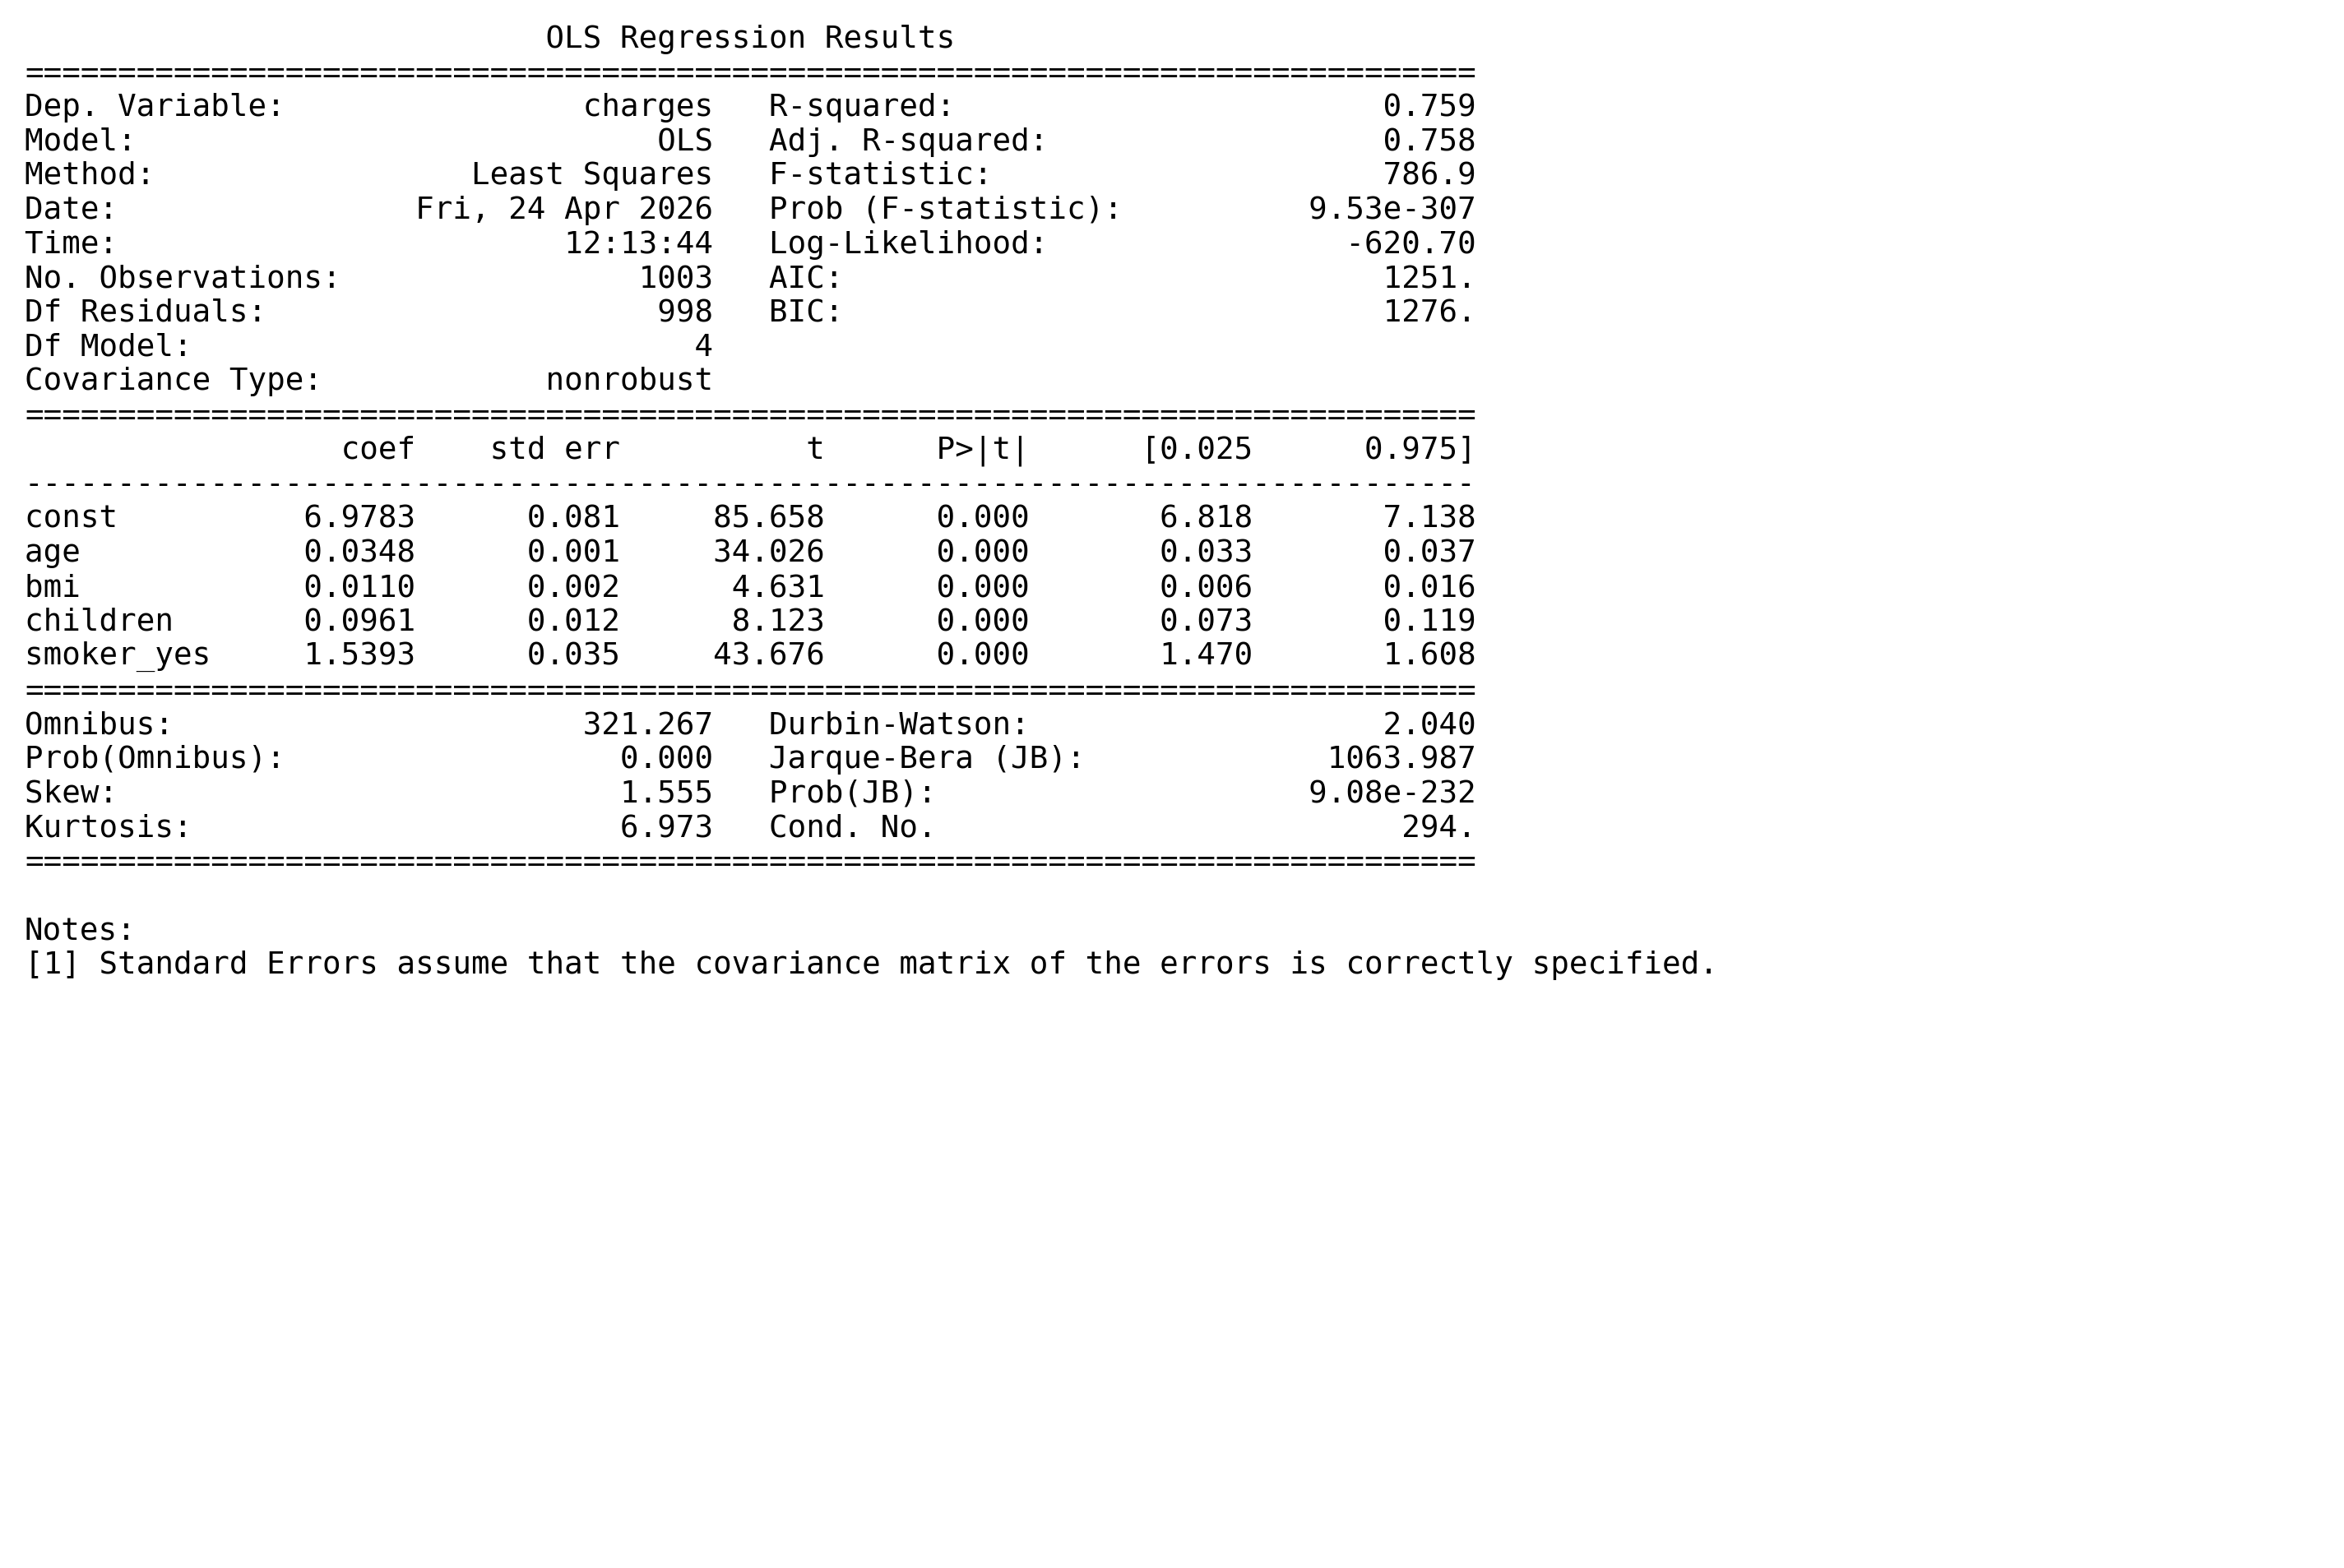 OLS Regression Results
==============================================================================
Dep. Variable:                charges   R-squared:                       0.759
Model:                            OLS   Adj. R-squared:                  0.758
Method:                 Least Squares   F-statistic:                     786.9
Date:                Fri, 24 Apr 2026   Prob (F-statistic):          9.53e-307
Time:                        12:13:44   Log-Likelihood:                -620.70
No. Observations:                1003   AIC:                             1251.
Df Residuals:                     998   BIC:                             1276.
Df Model:                           4
Covariance Type:            nonrobust
==============================================================================
                 coef    std err          t      P>|t|      [0.025      0.975]
------------------------------------------------------------------------------
const          6.9783      0.081     85.658      0.000       6.818       7.138
age            0.0348      0.001     34.026      0.000       0.033       0.037
bmi            0.0110      0.002      4.631      0.000       0.006       0.016
children       0.0961      0.012      8.123      0.000       0.073       0.119
smoker_yes     1.5393      0.035     43.676      0.000       1.470       1.608
==============================================================================
Omnibus:                      321.267   Durbin-Watson:                   2.040
Prob(Omnibus):                  0.000   Jarque-Bera (JB):             1063.987
Skew:                           1.555   Prob(JB):                    9.08e-232
Kurtosis:                       6.973   Cond. No.                         294.
==============================================================================
Notes:
[1] Standard Errors assume that the covariance matrix of the errors is correctly specified.